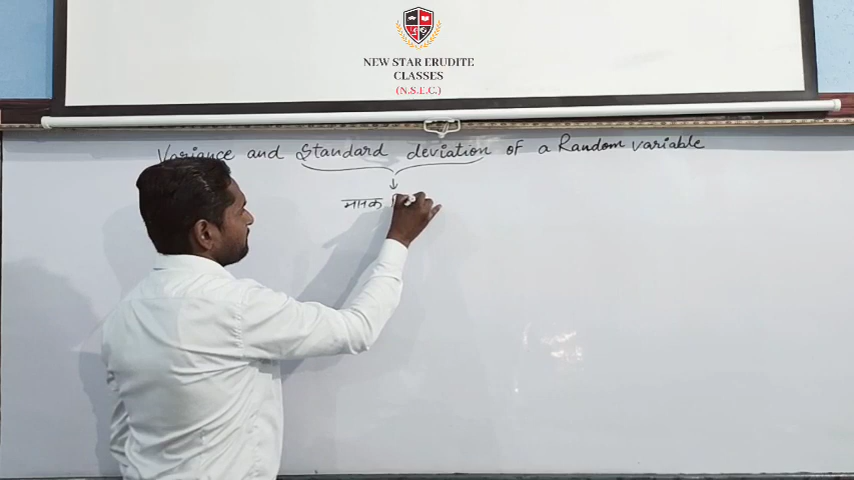 NEW STAR ERUDITE
CLASSES
(N.S.E.C.)
Variance and Standard deviation of a Random variable
मानक